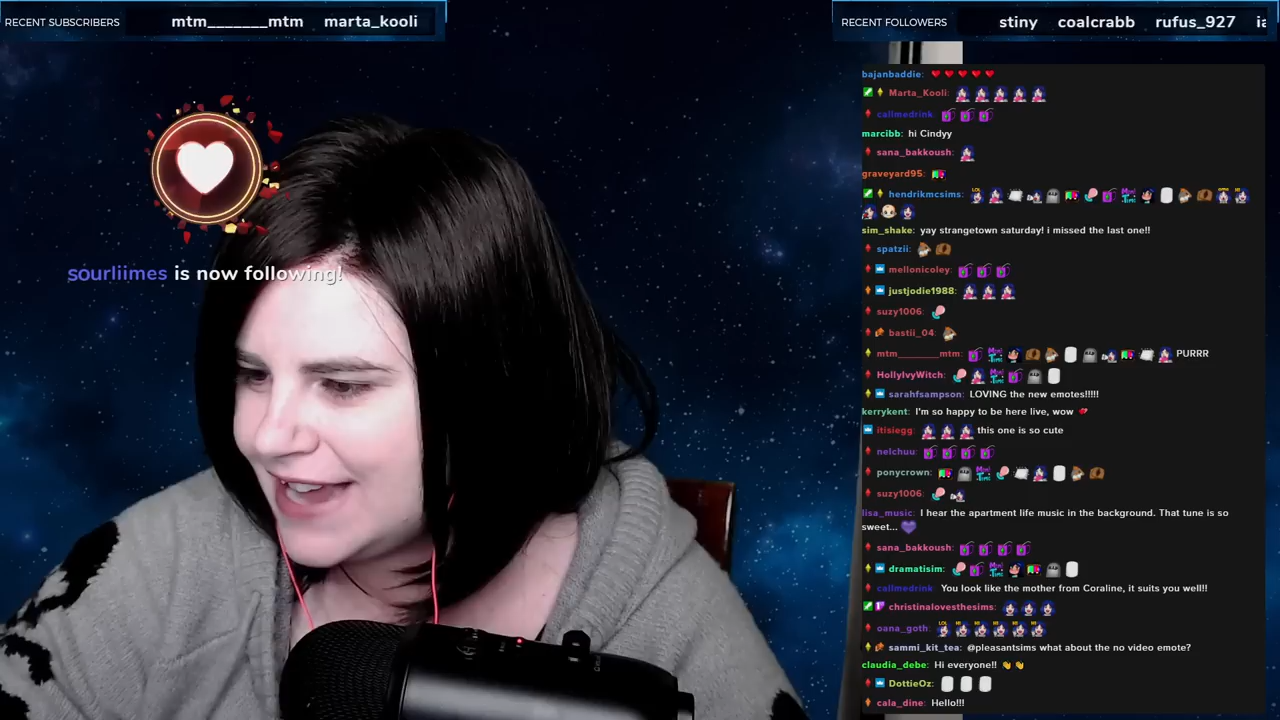 RECENT SUBSCRIBERS mtm_______mtm marta_kooli
RECENT FOLLOWERS stiny coalcrabb rufus_927 ia
sourliimes is now following!
bajanbaddie:
Marta_Kooli:
callmedrink
marcibb: hi Cindyy
sana_bakkoush:
graveyard95:
hendrikmcsims:
sim_shake: yay strangetown saturday! i missed the last one!!
spatzii:
mellonicoley:
justjodie1988:
suzy1006:
bastii_04:
mtm_______mtm: PURRR
HollyIvyWitch:
sarahfsampson: LOVING the new emotes!!!!!
kerrykent: I'm so happy to be here live, wow
itisiegg: this one is so cute
nelchuu:
ponycrown:
suzy1006:
lisa_music: I hear the apartment life music in the background. That tune is so
sweet...
sana_bakkoush:
dramatisim:
callmedrink You look like the mother from Coraline, it suits you well!!
christinalovesthesims:
oana_goth:
sammi_kit_tea: @pleasantsims what about the no video emote?
claudia_debe: Hi everyone!!
DottieOz:
cala_dine: Hello!!!